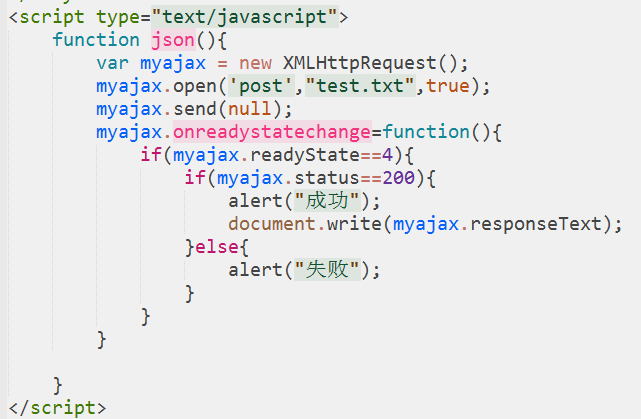 <script type="text/javascript">
function json(){
var myajax = new XMLHttpRequest();
myajax.open('post',"test.txt",true);
myajax.send(null);
myajax.onreadystatechange=function(){
if(myajax.readyState==4){
if(myajax.status==200){
alert("成功");
document.write(myajax.responseText);
}else{
alert("失败");
}
}
}
}
</script>